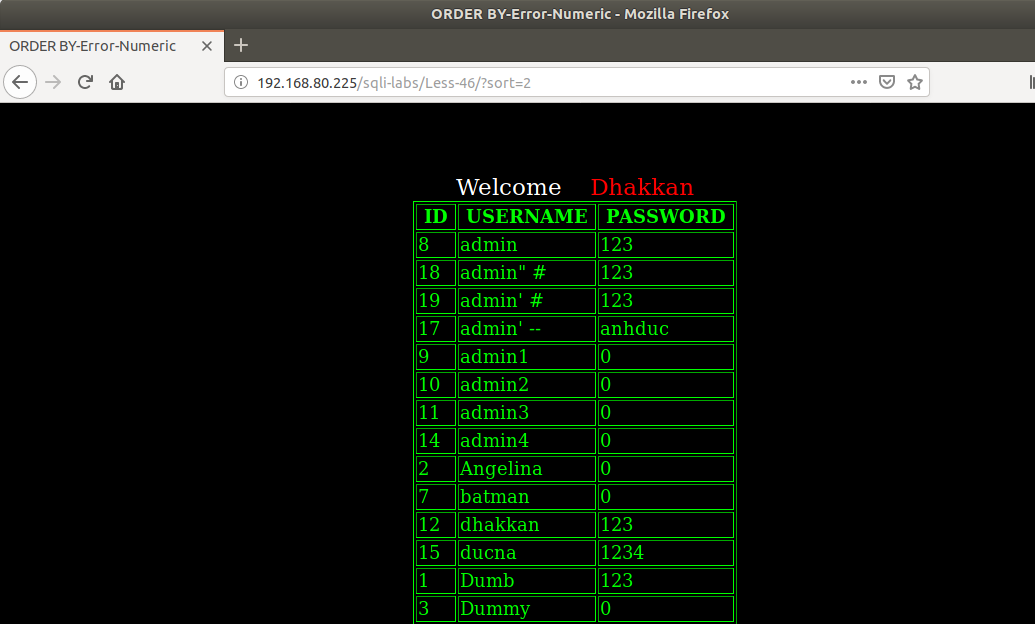 ORDER BY-Error-Numeric - Mozilla Firefox
ORDER BY-Error-Numeric
192.168.80.225/sqli-labs/Less-46/?sort=2
Welcome Dhakkan
ID USERNAME PASSWORD
8 admin 123
18 admin" # 123
19 admin' # 123
17 admin' -- anhduc
9 admin1 0
10 admin2 0
11 admin3 0
14 admin4 0
2 Angelina 0
7 batman 0
12 dhakkan 123
15 ducna 1234
1 Dumb 123
3 Dummy 0